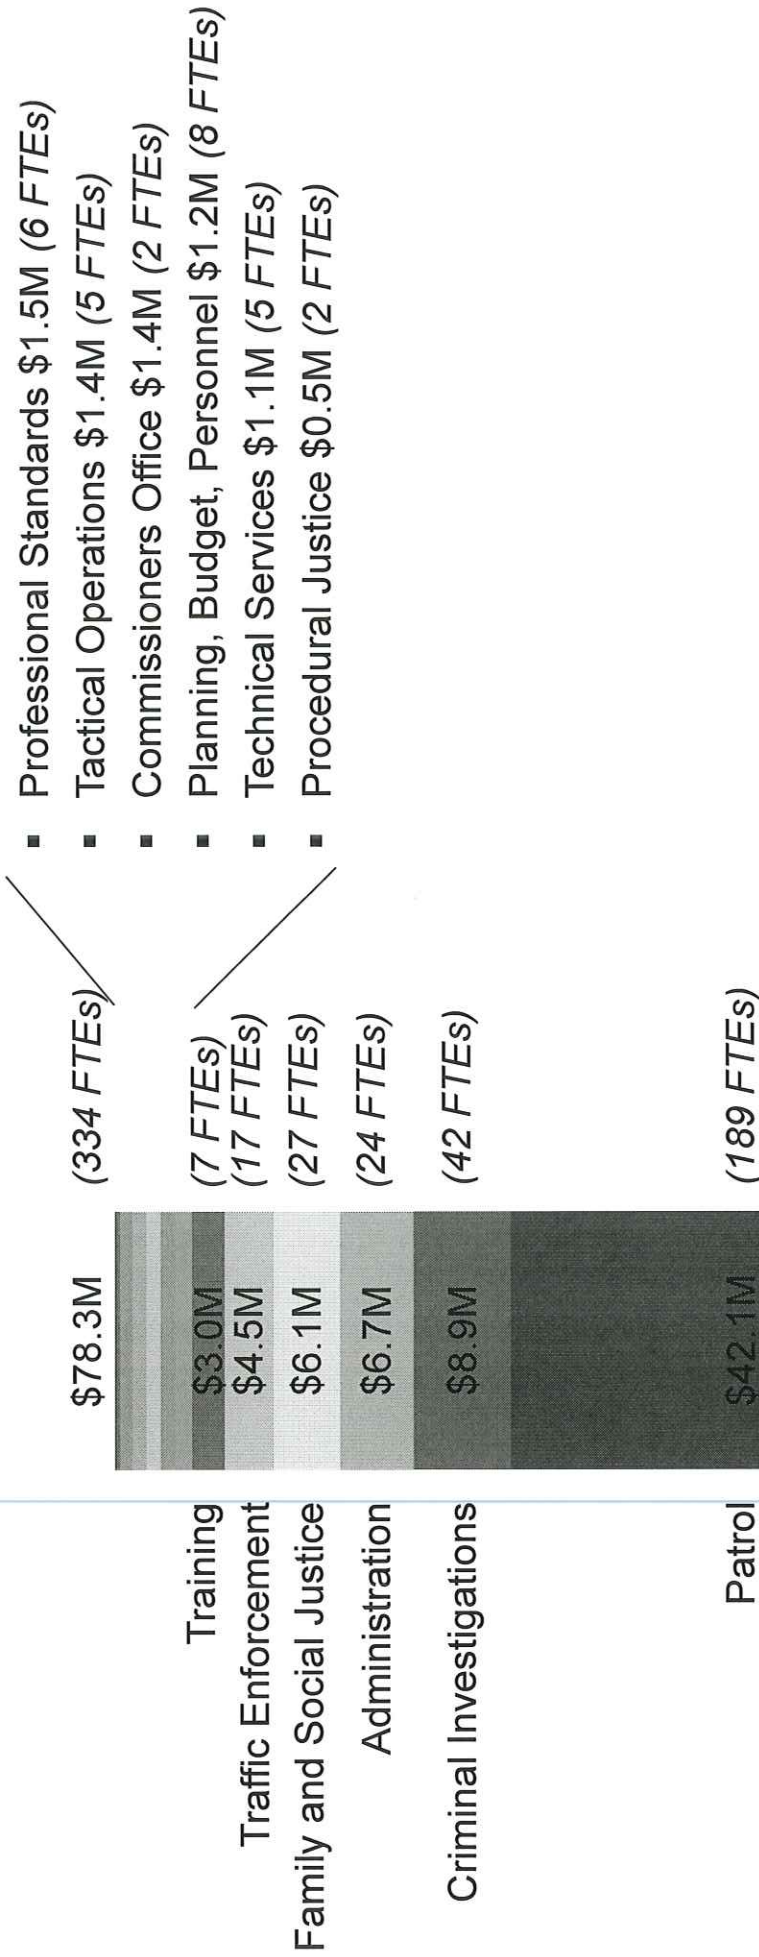 $78.3M (334 FTEs)
Training $3.0M (7 FTEs)
Traffic Enforcement $4.5M (17 FTEs)
Family and Social Justice $6.1M (27 FTEs)
Administration $6.7M (24 FTEs)
Criminal Investigations $8.9M (42 FTEs)
Patrol $42.1M (189 FTEs)
▪ Professional Standards $1.5M (6 FTEs)
▪ Tactical Operations $1.4M (5 FTEs)
▪ Commissioners Office $1.4M (2 FTEs)
▪ Planning, Budget, Personnel $1.2M (8 FTEs)
▪ Technical Services $1.1M (5 FTEs)
▪ Procedural Justice $0.5M (2 FTEs)